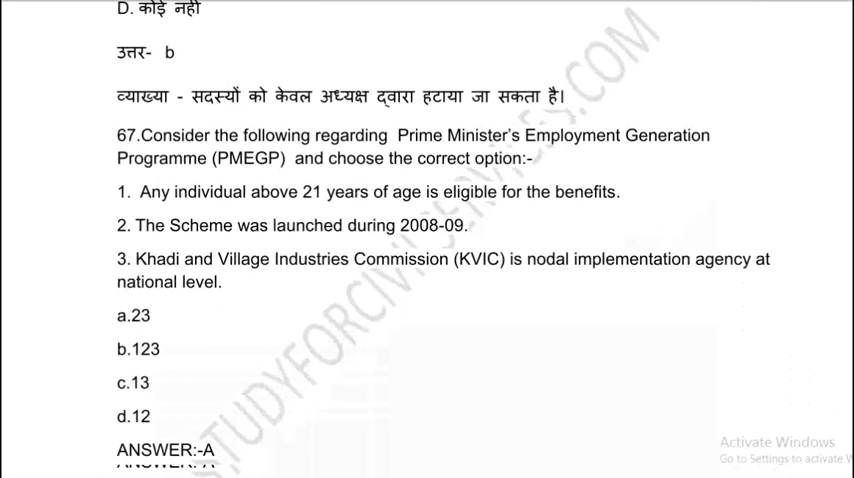 D. कोई नही
उत्तर- b
व्याख्या - सदस्यों को केवल अध्यक्ष द्वारा हटाया जा सकता है।
67.Consider the following regarding Prime Minister's Employment Generation
Programme (PMEGP) and choose the correct option:-
1. Any individual above 21 years of age is eligible for the benefits.
2. The Scheme was launched during 2008-09.
3. Khadi and Village Industries Commission (KVIC) is nodal implementation agency at
national level.
a.23
b.123
c.13
d.12
ANSWER:-A
STUDYFORCIVILSERVICES.COM
Activate Windows
Go to Settings to activate